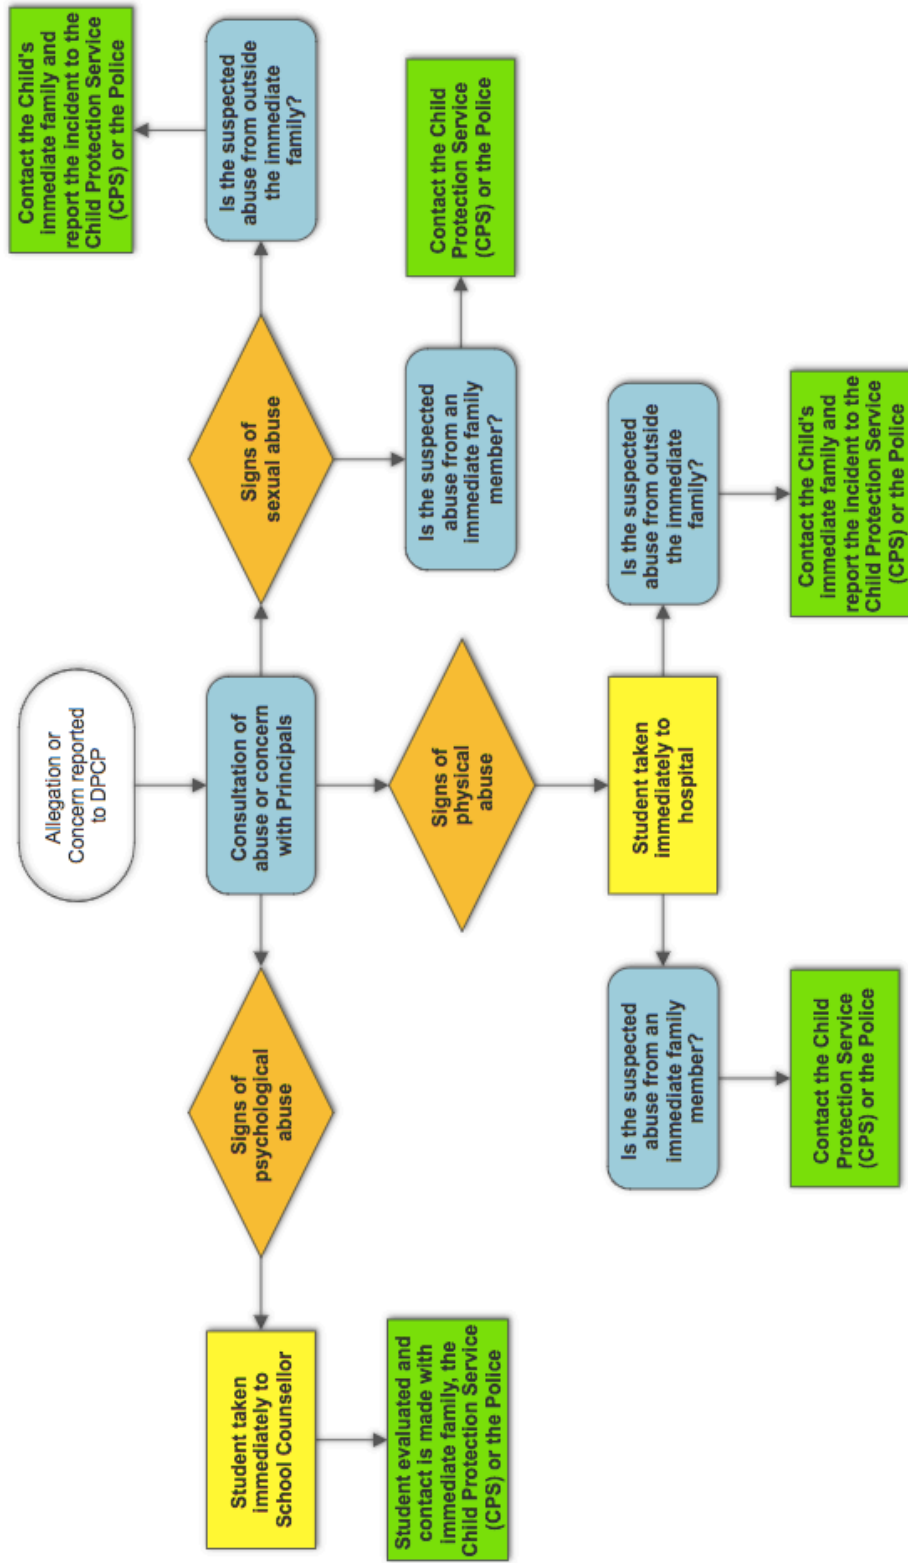 Allegation or
Concern reported
to DPCP
Consultation of
abuse or concern
with Principals
Signs of
psychological
abuse
Student taken
immediately to
School Counsellor
Student evaluated and
contact is made with
immediate family, the
Child Protection Service
(CPS) or the Police
Signs of
physical
abuse
Student taken
immediately to
hospital
Is the suspected
abuse from an
immediate family
member?
Contact the Child
Protection Service
(CPS) or the Police
Is the suspected
abuse from outside
the immediate
family?
Contact the Child's
immediate family and
report the incident to the
Child Protection Service
(CPS) or the Police
Signs of
sexual abuse
Is the suspected
abuse from an
immediate family
member?
Contact the Child
Protection Service
(CPS) or the Police
Is the suspected
abuse from outside
the immediate
family?
Contact the Child's
immediate family and
report the incident to the
Child Protection Service
(CPS) or the Police